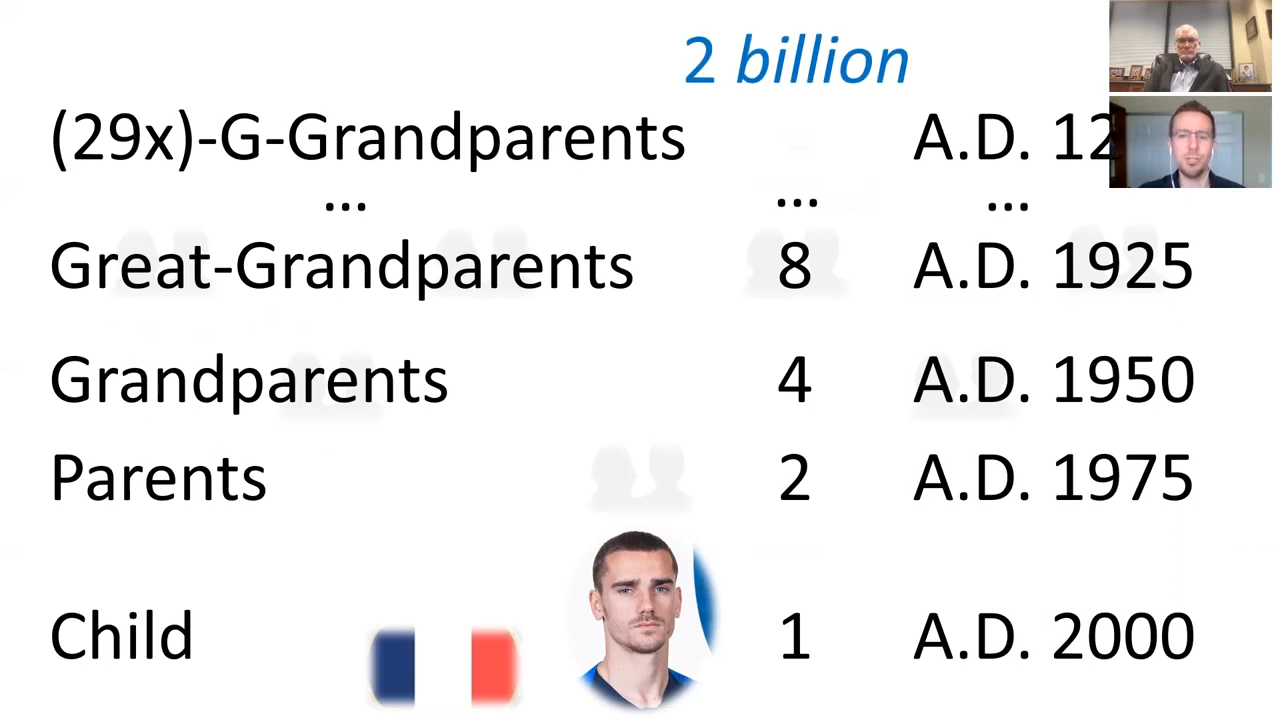 2 billion
(29x)-G-Grandparents A.D. 12
... ... ...
Great-Grandparents 8 A.D. 1925
Grandparents 4 A.D. 1950
Parents 2 A.D. 1975
Child 1 A.D. 2000